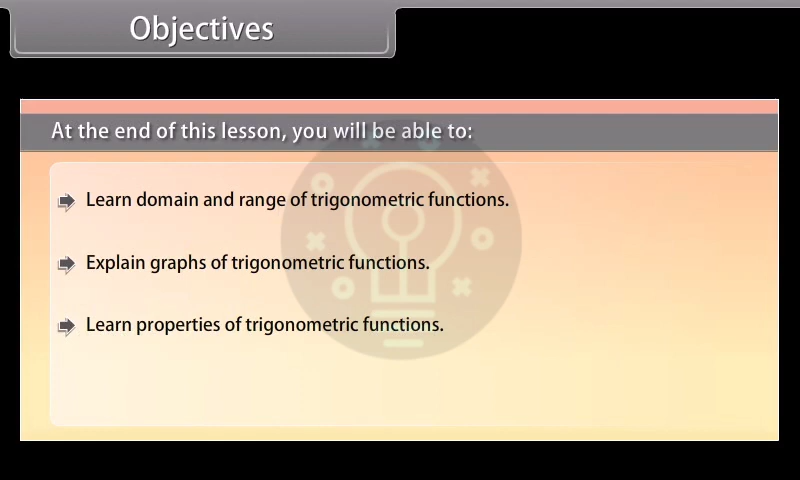 Objectives
At the end of this lesson, you will be able to:
Learn domain and range of trigonometric functions.
Explain graphs of trigonometric functions.
Learn properties of trigonometric functions.